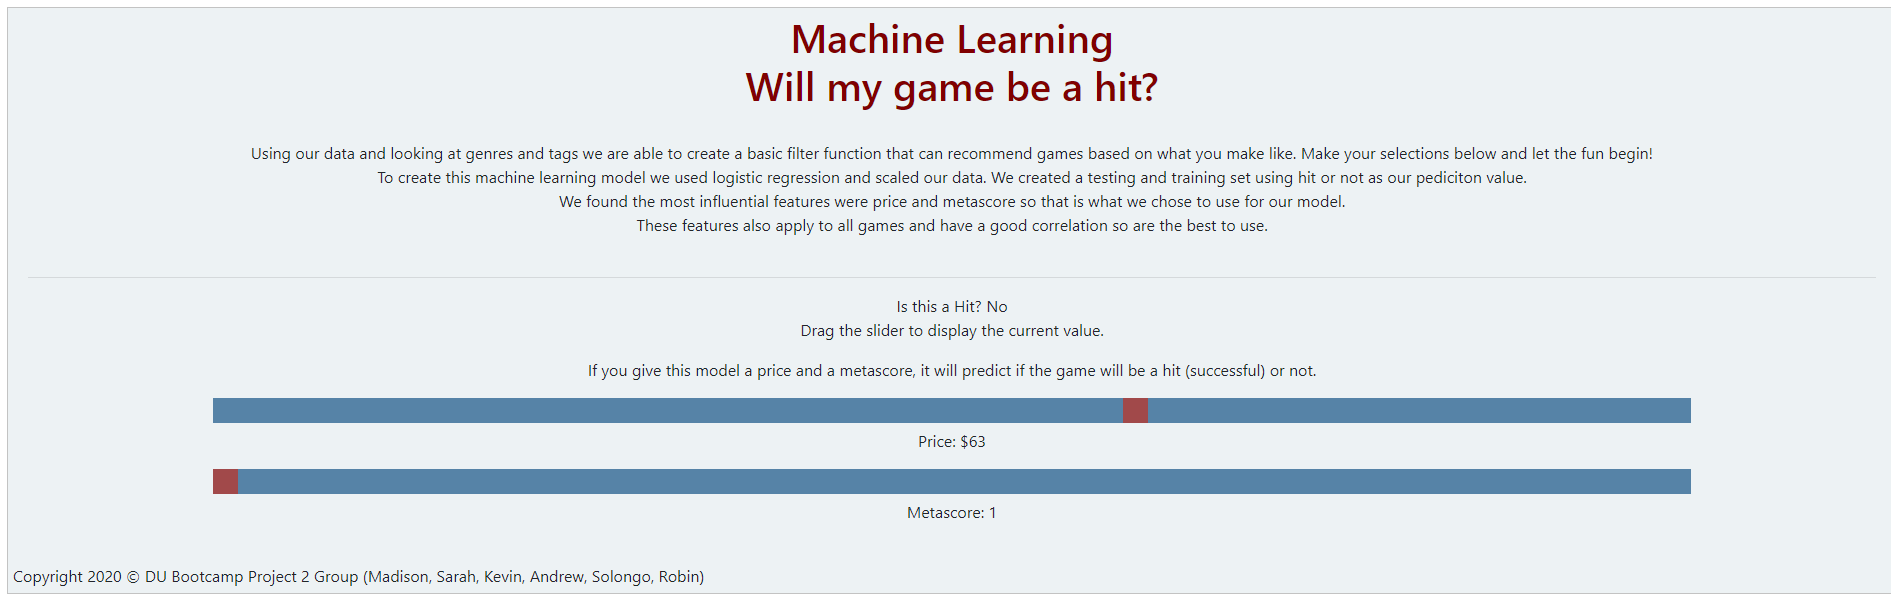 Machine Learning
Will my game be a hit?
Using our data and looking at genres and tags we are able to create a basic filter function that can recommend games based on what you make like. Make your selections below and let the fun begin!
To create this machine learning model we used logistic regression and scaled our data. We created a testing and training set using hit or not as our pediciton value.
We found the most influential features were price and metascore so that is what we chose to use for our model.
These features also apply to all games and have a good correlation so are the best to use.
Is this a Hit? No
Drag the slider to display the current value.
If you give this model a price and a metascore, it will predict if the game will be a hit (successful) or not.
Price: $63
Metascore: 1
Copyright 2020 © DU Bootcamp Project 2 Group (Madison, Sarah, Kevin, Andrew, Solongo, Robin)